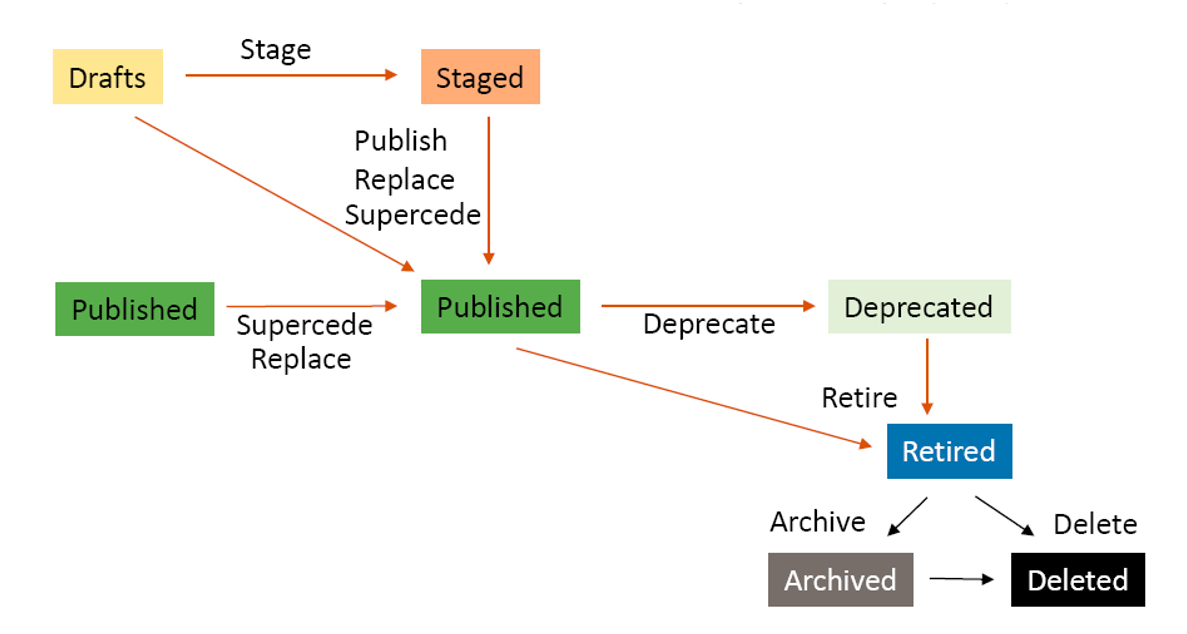 Stage
Drafts
Staged
Publish
Replace
Supercede
Published
Supercede
Replace
Published
Deprecate
Deprecated
Retire
Retired
Archive
Delete
Archived
Deleted